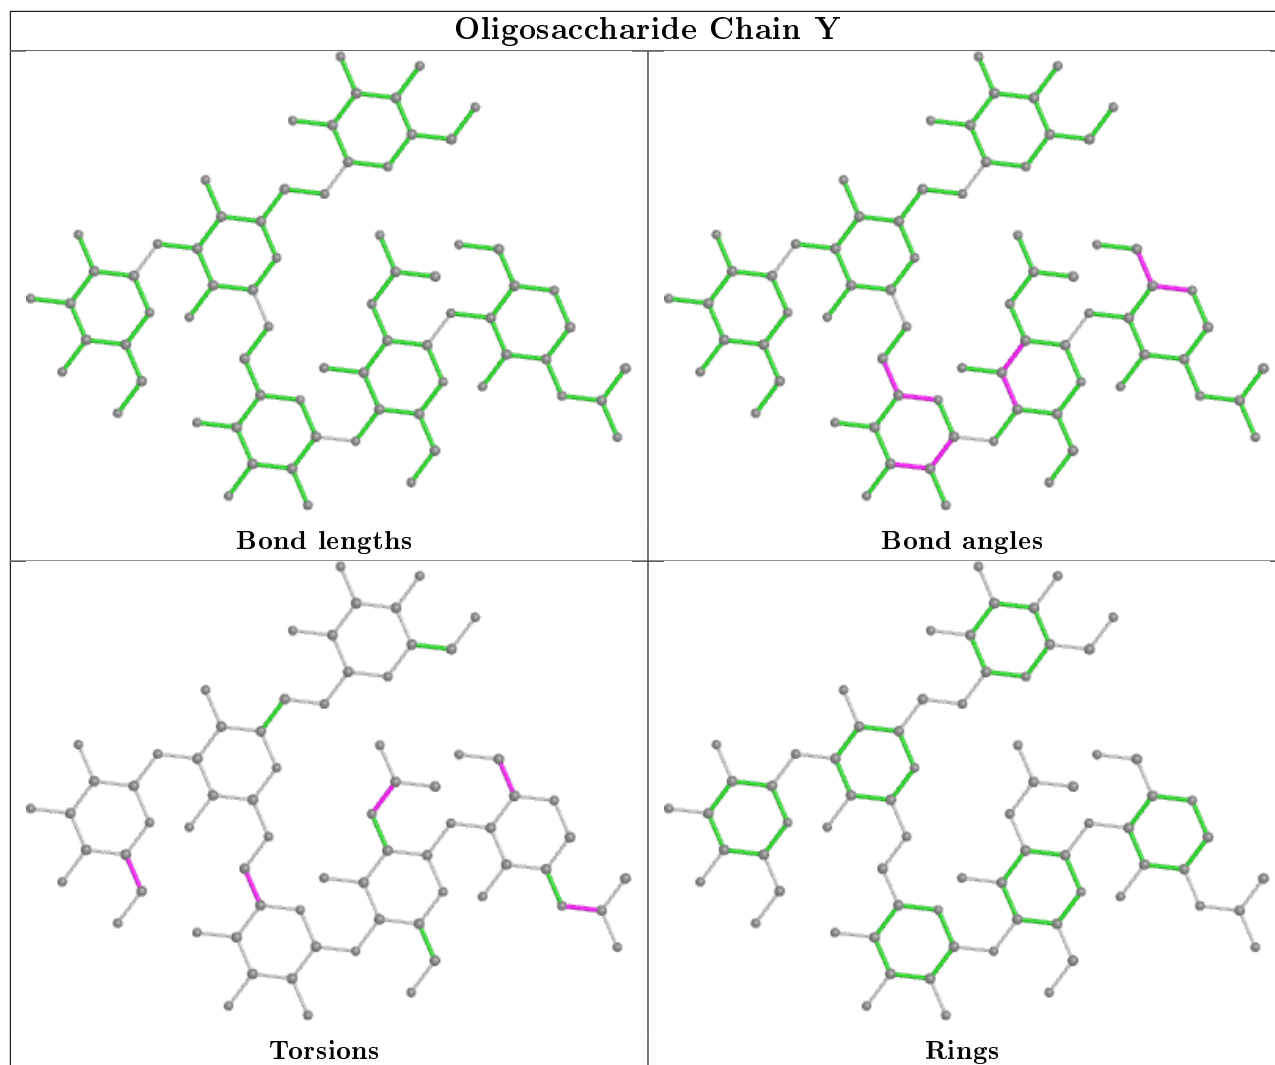 Oligosaccharide Chain Y
Bond lengths
Bond angles
Torsions
Rings